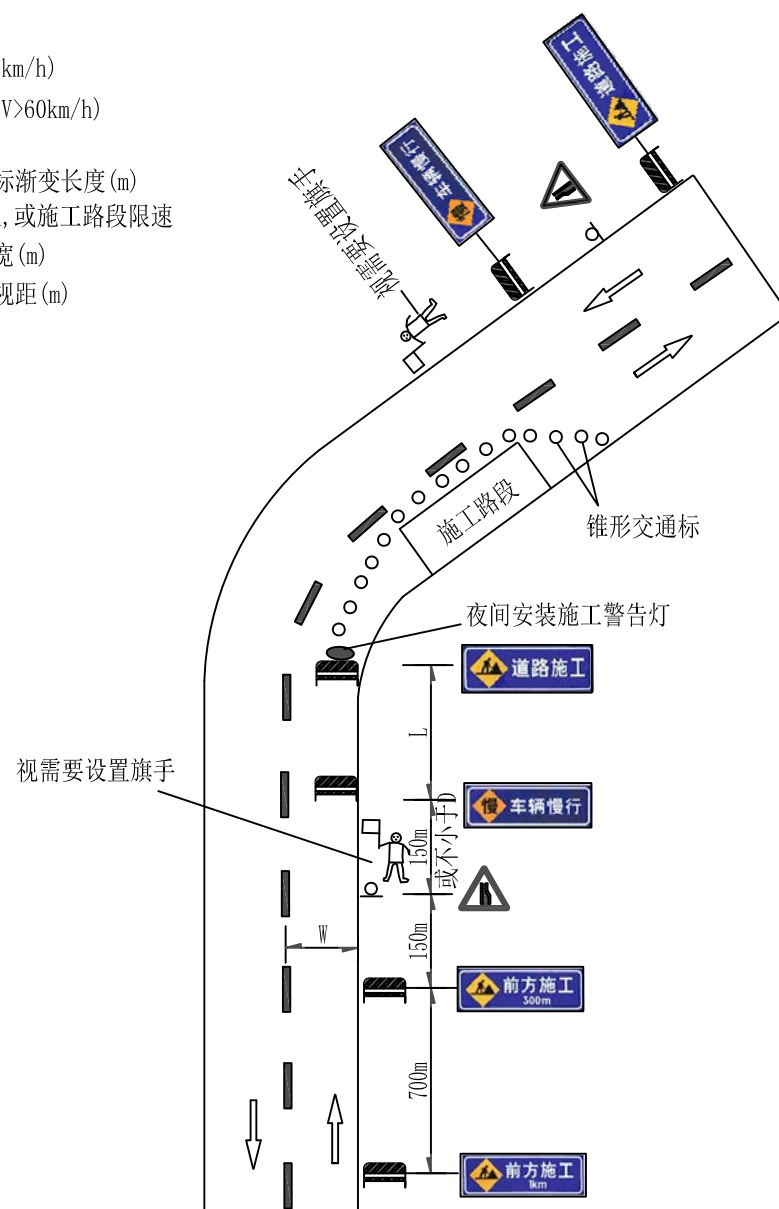 km/h)
V>60km/h)
标渐变长度(m)
,或施工路段限速
宽(m)
视距(m)
道路施工
车辆慢行
慢
视需要设置旗手
锥形交通标
施工路段
夜间安装施工警告灯
道路施工
L
视需要设置旗手
慢 车辆慢行
150m
或不小于D
150m
W
前方施工
300m
700m
前方施工
1km